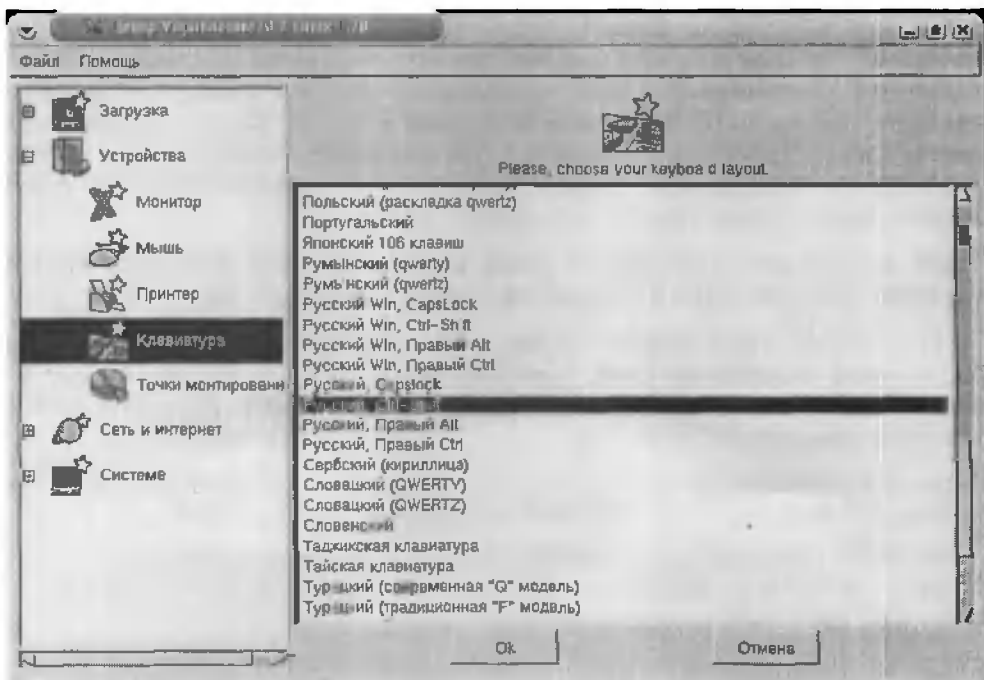 Файл Помощь
Загрузка
Устройства
Монитор
Мышь
Принтер
Клавиатура
Точки монтировани
Сеть и интернет
Система
Please, choose your keyboard layout.
Польский (раскладка qwertz)
Португальский
Японский 106 клавиш
Румынский (qwerty)
Румынский (qwertz)
Русский Win, CapsLock
Русский Win, Ctrl-Shift
Русский Win, Правый Alt
Русский Win, Правый Ctrl
Русский, Capslock
Русский, Ctrl-Shift
Русский, Правый Alt
Русский, Правый Ctrl
Сербский (кириллица)
Словацкий (QWERTY)
Словацкий (QWERTZ)
Словенский
Таджикская клавиатура
Тайская клавиатура
Турецкий (современная "Q" модель)
Турецкий (традиционная "F" модель)
Ok Отмена